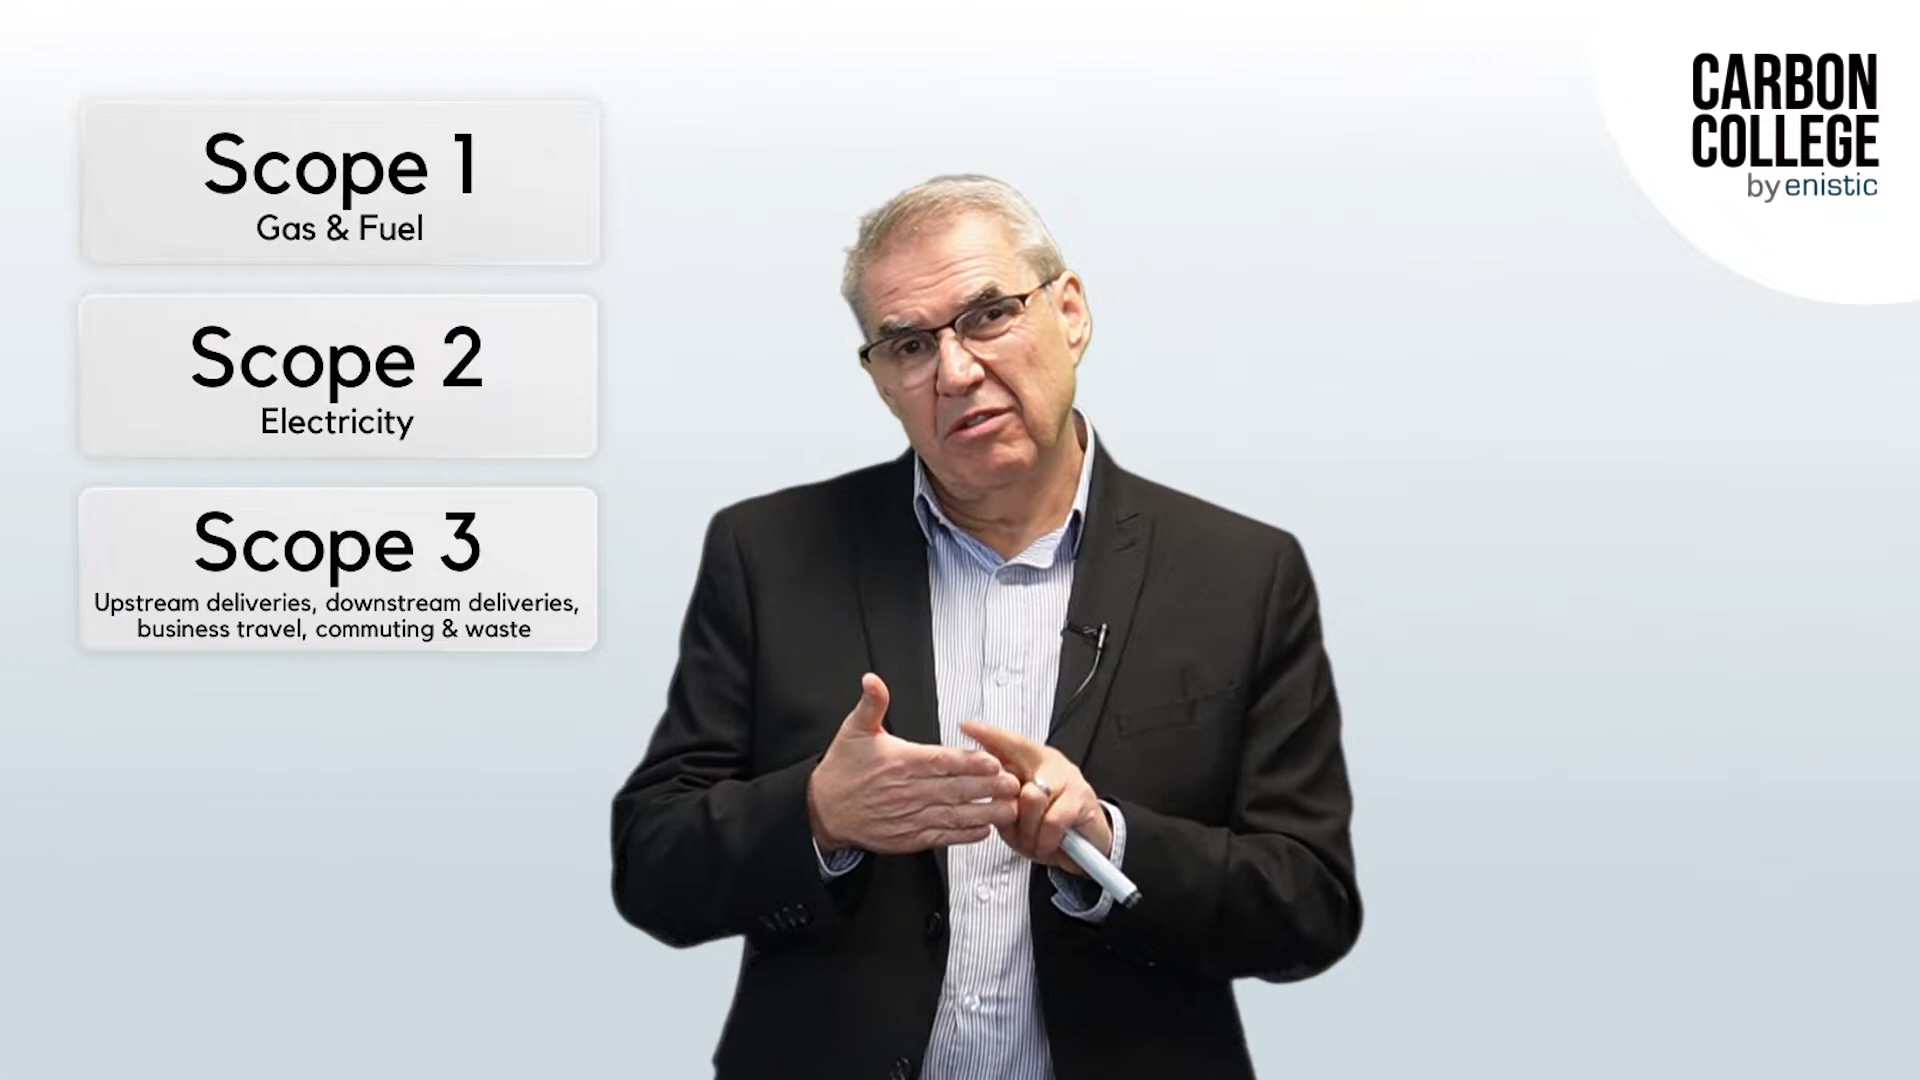 Scope 1
Gas & Fuel
Scope 2
Electricity
Scope 3
Upstream deliveries, downstream deliveries,
business travel, commuting & waste
CARBON
COLLEGE
by enistic